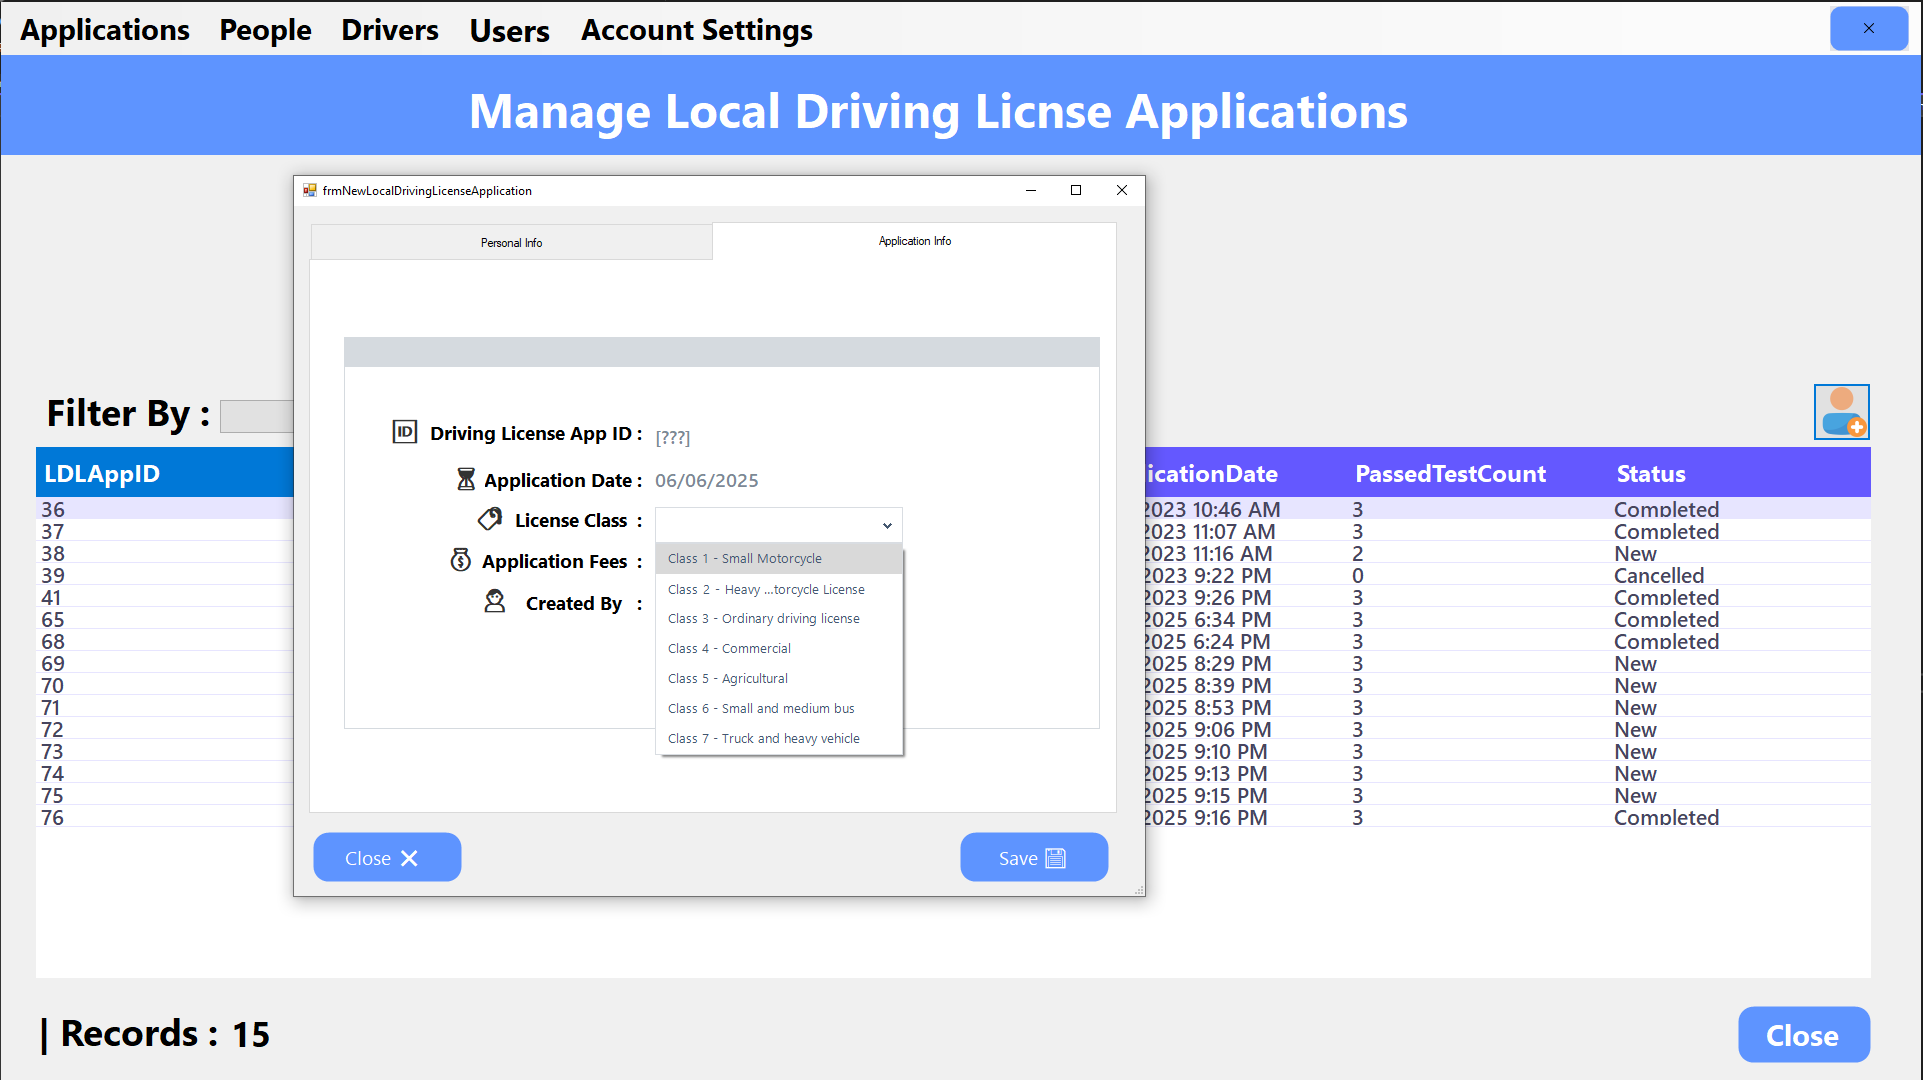 Applications People Drivers Users Account Settings
Manage Local Driving Licnse Applications
frmNewLocalDrivingLicenseApplication
Personal Info
Application Info
ID Driving License App ID : [???]
Application Date : 06/06/2025
License Class :
Class 1 - Small Motorcycle
Class 2 - Heavy ...torcycle License
Class 3 - Ordinary driving license
Class 4 - Commercial
Class 5 - Agricultural
Class 6 - Small and medium bus
Class 7 - Truck and heavy vehicle
Application Fees :
Created By :
Close
Save
Filter By :
LDLAppID icationDate PassedTestCount Status
36 2023 10:46 AM 3 Completed
37 2023 11:07 AM 3 Completed
38 2023 11:16 AM 2 New
39 2023 9:22 PM 0 Cancelled
41 2023 9:26 PM 3 Completed
65 2025 6:34 PM 3 Completed
68 2025 6:24 PM 3 Completed
69 2025 8:29 PM 3 New
70 2025 8:39 PM 3 New
71 2025 8:53 PM 3 New
72 2025 9:06 PM 3 New
73 2025 9:10 PM 3 New
74 2025 9:13 PM 3 New
75 2025 9:15 PM 3 New
76 2025 9:16 PM 3 Completed
| Records : 15
Close